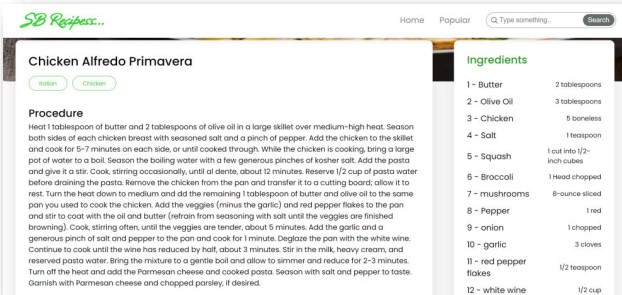 SB Recipess...
Home Popular Type something.. Search
Chicken Alfredo Primavera
Italian Chicken
Procedure
Heat 1 tablespoon of butter and 2 tablespoons of olive oil in a large skillet over medium-high heat. Season
both sides of each chicken breast with seasoned salt and a pinch of pepper. Add the chicken to the skillet
and cook for 5-7 minutes on each side, or until cooked through. While the chicken is cooking, bring a large
pot of water to a boil. Season the boiling water with a few generous pinches of kosher salt. Add the pasta
and give it a stir. Cook, stirring occasionally, until al dente, about 12 minutes. Reserve 1/2 cup of pasta water
before draining the pasta. Remove the chicken from the pan and transfer it to a cutting board; allow it to
rest. Turn the heat down to medium and dd the remaining 1 tablespoon of butter and olive oil to the same
pan you used to cook the chicken. Add the veggies (minus the garlic) and red pepper flakes to the pan
and stir to coat with the oil and butter (refrain from seasoning with salt until the veggies are finished
browning). Cook, stirring often, until the veggies are tender, about 5 minutes. Add the garlic and a
generous pinch of salt and pepper to the pan and cook for 1 minute. Deglaze the pan with the white wine.
Continue to cook until the wine has reduced by half, about 3 minutes. Stir in the milk, heavy cream, and
reserved pasta water. Bring the mixture to a gentle boil and allow to simmer and reduce for 2-3 minutes.
Turn off the heat and add the Parmesan cheese and cooked pasta. Season with salt and pepper to taste.
Garnish with Parmesan cheese and chopped parsley, if desired.
Ingredients
1 - Butter 2 tablespoons
2 - Olive Oil 3 tablespoons
3 - Chicken 5 boneless
4 - Salt 1 teaspoon
5 - Squash 1 cut into 1/2-
inch cubes
6 - Broccoli 1 Head chopped
7 - mushrooms 8-ounce sliced
8 - Pepper 1 red
9 - onion 1 chopped
10 - garlic 3 cloves
11 - red pepper
flakes 1/2 teaspoon
12 - white wine 1/2 cup